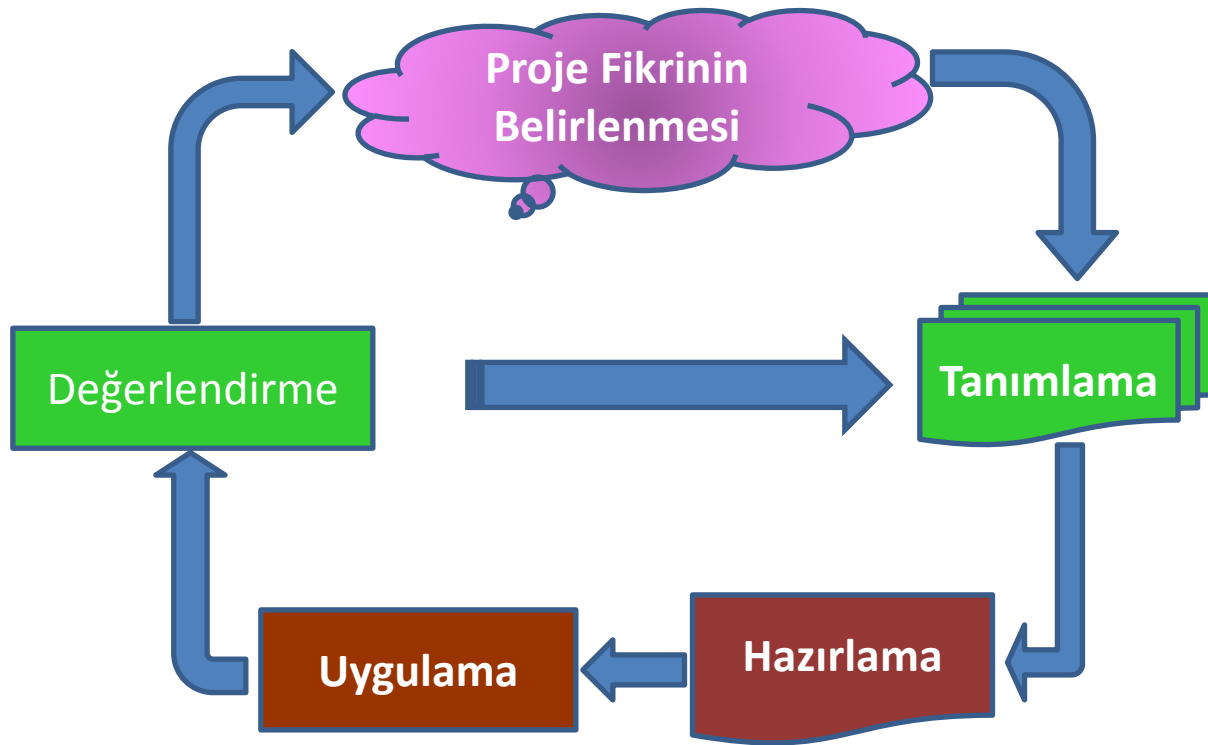 Proje Fikrinin
Belirlenmesi
Değerlendirme
Tanımlama
Uygulama
Hazırlama